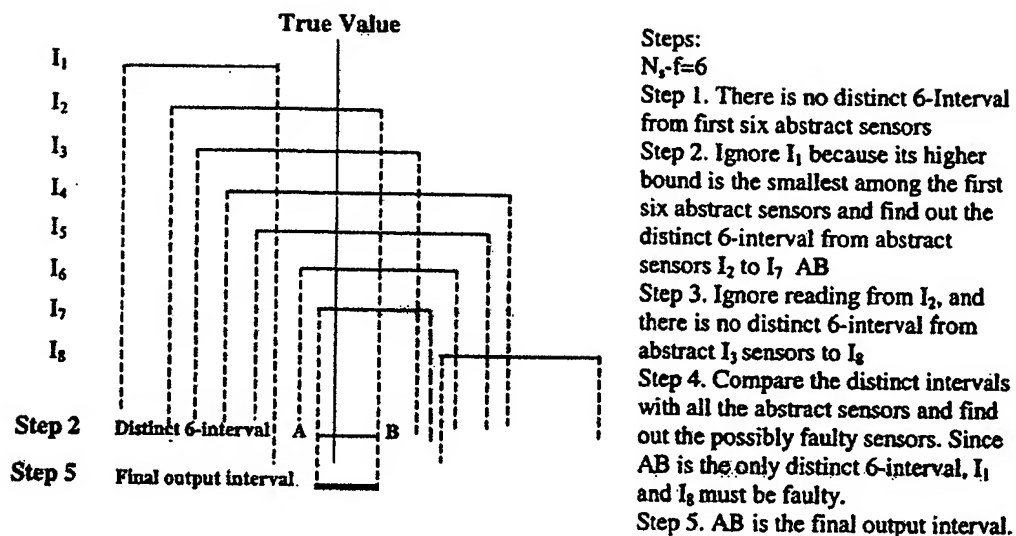 True Value
I₁
I₂
I₃
I₄
I₅
I₆
I₇
I₈
Step 2 Distinct 6-interval A B
Step 5 Final output interval.
Steps:
Nₛ-f=6
Step 1. There is no distinct 6-Interval
from first six abstract sensors
Step 2. Ignore I₁ because its higher
bound is the smallest among the first
six abstract sensors and find out the
distinct 6-interval from abstract
sensors I₂ to I₇ AB
Step 3. Ignore reading from I₂, and
there is no distinct 6-interval from
abstract I₃ sensors to I₈
Step 4. Compare the distinct intervals
with all the abstract sensors and find
out the possibly faulty sensors. Since
AB is the only distinct 6-interval, I₁
and I₈ must be faulty.
Step 5. AB is the final output interval.